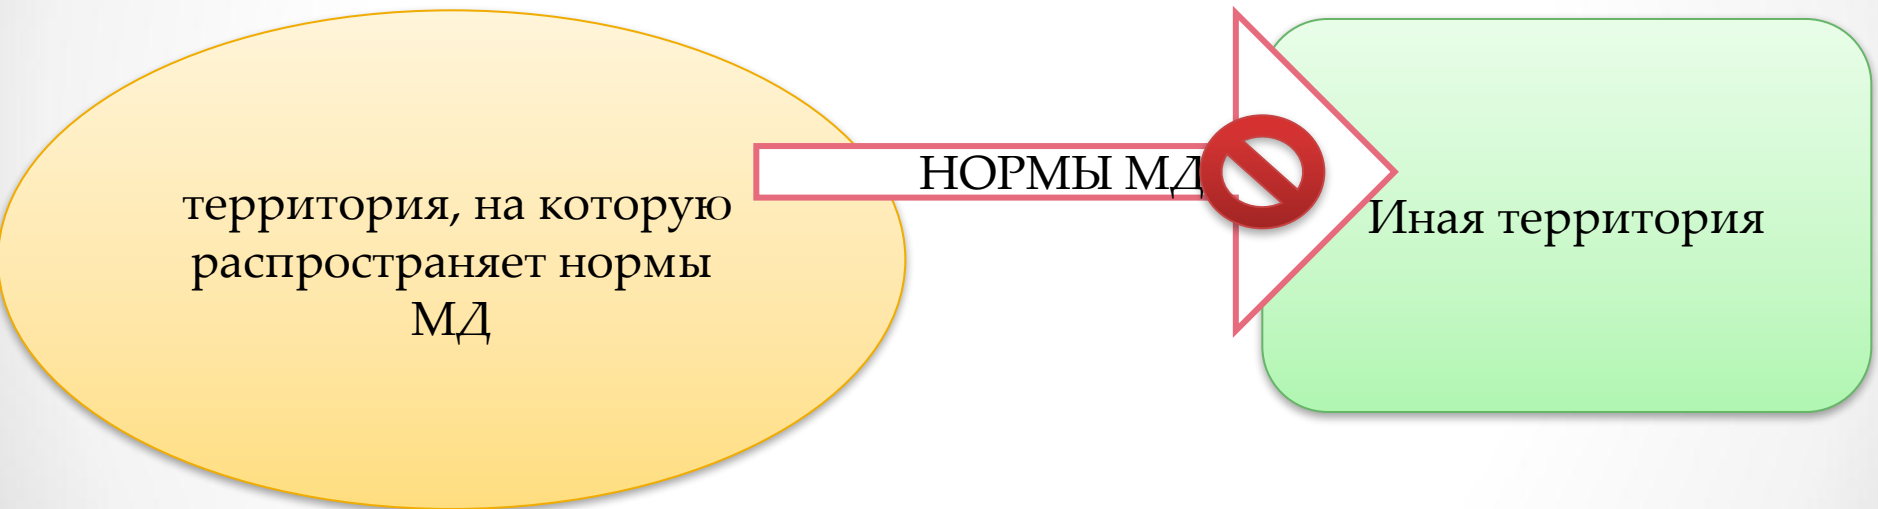 территория, на которую
распространяет нормы
МД
НОРМЫ МД
Иная территория